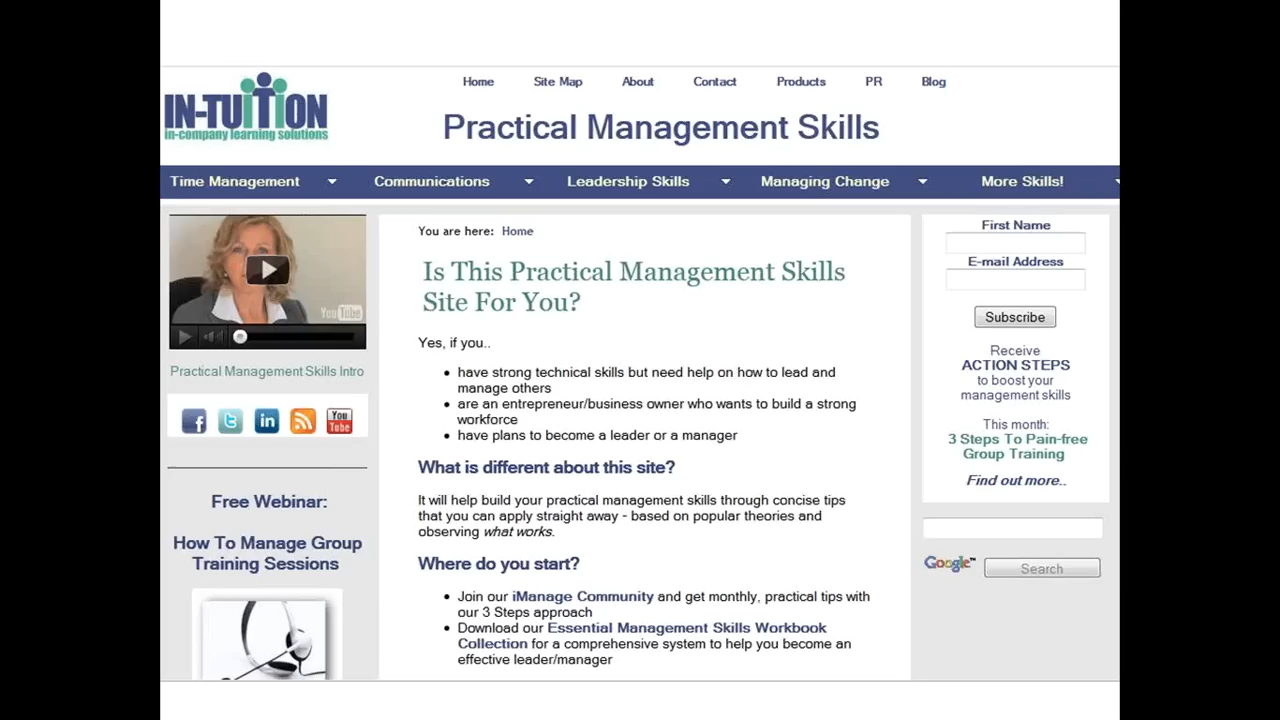 Home Site Map About Contact Products PR Blog
IN-TUITION
in-company learning solutions
Practical Management Skills
Time Management Communications Leadership Skills Managing Change More Skills!
YouTube
Practical Management Skills Intro
You Tube
Free Webinar:
How To Manage Group
Training Sessions
You are here: Home
Is This Practical Management Skills
Site For You?
Yes, if you..
have strong technical skills but need help on how to lead and
manage others
are an entrepreneur/business owner who wants to build a strong
workforce
have plans to become a leader or a manager
What is different about this site?
It will help build your practical management skills through concise tips
that you can apply straight away - based on popular theories and
observing what works.
Where do you start?
Join our iManage Community and get monthly, practical tips with
our 3 Steps approach
Download our Essential Management Skills Workbook
Collection for a comprehensive system to help you become an
effective leader/manager
First Name
E-mail Address
Subscribe
Receive
ACTION STEPS
to boost your
management skills
This month:
3 Steps To Pain-free
Group Training
Find out more..
Google™ Search